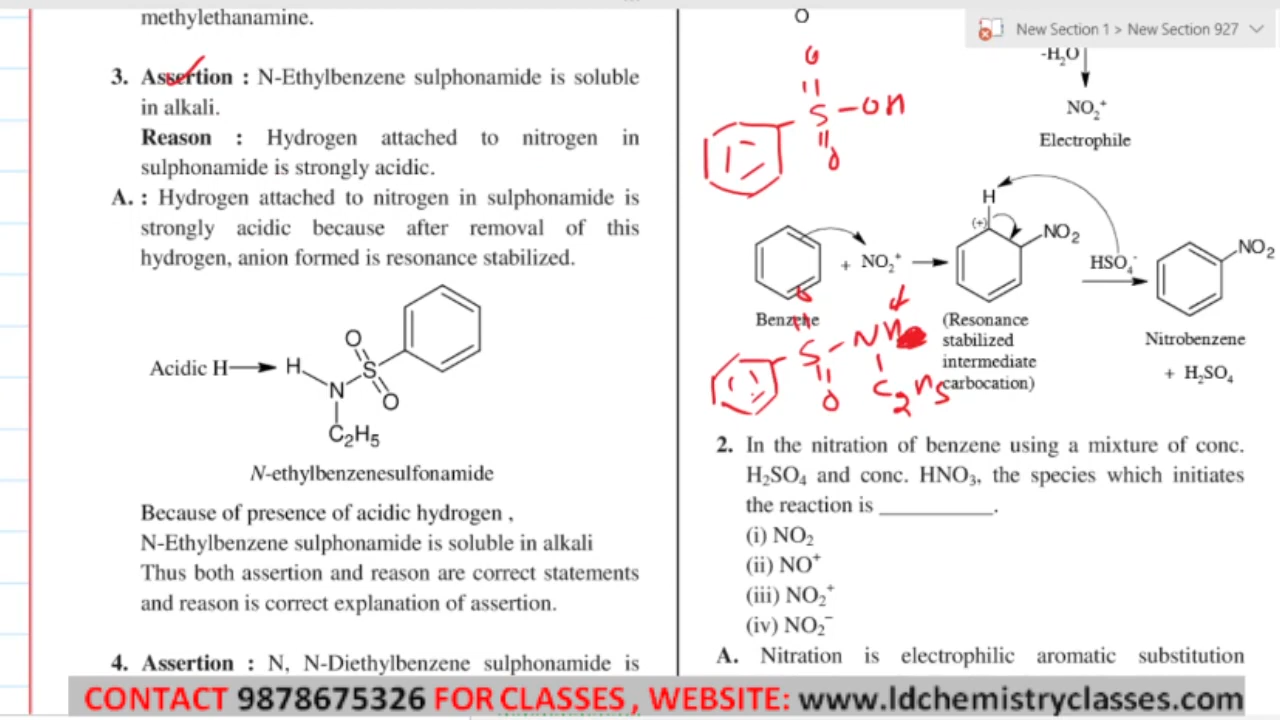 methylethanamine.
3. Assertion : N-Ethylbenzene sulphonamide is soluble
in alkali.
Reason : Hydrogen attached to nitrogen in
sulphonamide is strongly acidic.
A. : Hydrogen attached to nitrogen in sulphonamide is
strongly acidic because after removal of this
hydrogen, anion formed is resonance stabilized.
O
Acidic H H
S
N
O
C₂H₅
N-ethylbenzenesulfonamide
Because of presence of acidic hydrogen ,
N-Ethylbenzene sulphonamide is soluble in alkali
Thus both assertion and reason are correct statements
and reason is correct explanation of assertion.
4. Assertion : N, N-Diethylbenzene sulphonamide is
O
New Section 1 > New Section 927
-H₂O
NO₂⁺
Electrophile
O
S-OH
O
H
(+)
NO₂
+ NO₂⁺
HSO₄⁻
NO₂
Benzene
(Resonance
stabilized
intermediate
carbocation)
Nitrobenzene
+ H₂SO₄
O
S-NH
O
C₂H₅
2. In the nitration of benzene using a mixture of conc.
H₂SO₄ and conc. HNO₃, the species which initiates
the reaction is ___________.
(i) NO₂
(ii) NO⁺
(iii) NO₂⁺
(iv) NO₂⁻
A. Nitration is electrophilic aromatic substitution
CONTACT 9878675326 FOR CLASSES , WEBSITE: www.ldchemistryclasses.com